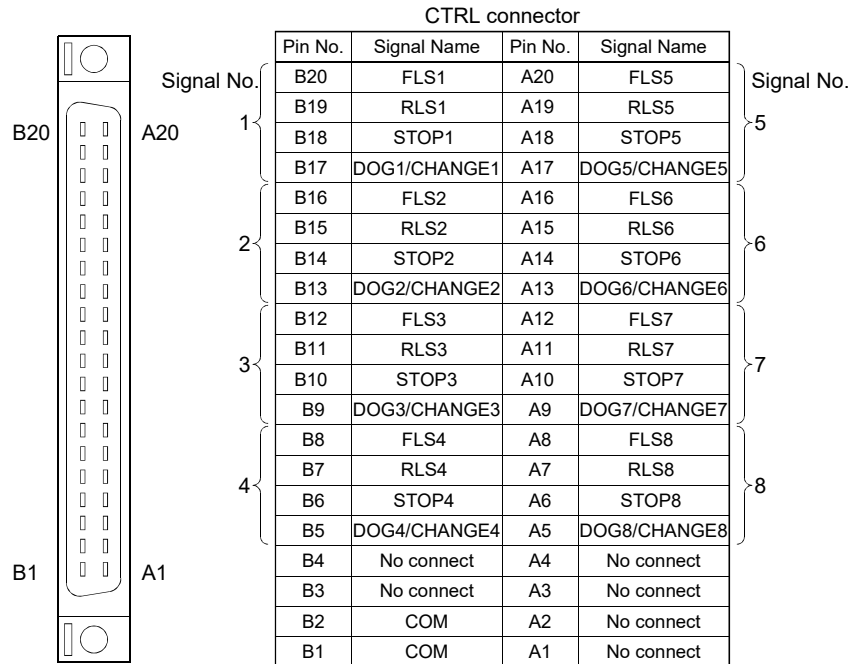 CTRL connector
Pin No. Signal Name Pin No. Signal Name
Signal No. B20 FLS1 A20 FLS5 Signal No.
B19 RLS1 A19 RLS5
B20 A20 1 B18 STOP1 A18 STOP5 5
B17 DOG1/CHANGE1 A17 DOG5/CHANGE5
B16 FLS2 A16 FLS6
B15 RLS2 A15 RLS6
2 B14 STOP2 A14 STOP6 6
B13 DOG2/CHANGE2 A13 DOG6/CHANGE6
B12 FLS3 A12 FLS7
B11 RLS3 A11 RLS7
3 B10 STOP3 A10 STOP7 7
B9 DOG3/CHANGE3 A9 DOG7/CHANGE7
B8 FLS4 A8 FLS8
B7 RLS4 A7 RLS8
4 B6 STOP4 A6 STOP8 8
B5 DOG4/CHANGE4 A5 DOG8/CHANGE8
B1 A1 B4 No connect A4 No connect
B3 No connect A3 No connect
B2 COM A2 No connect
B1 COM A1 No connect